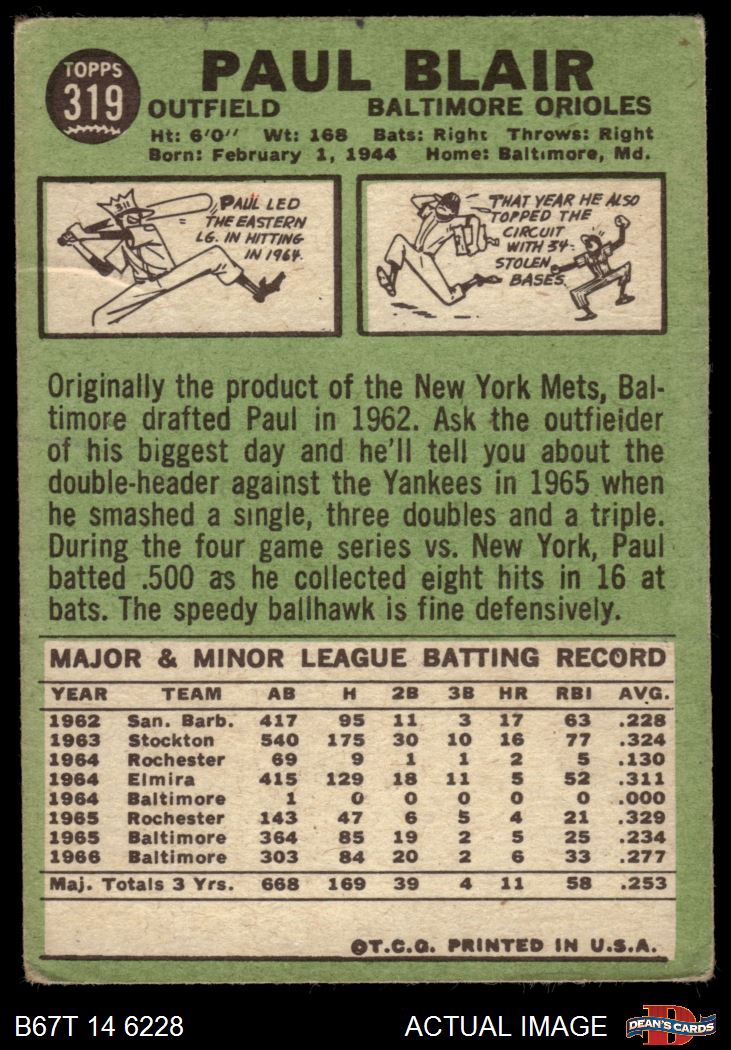 TOPPS
319
PAUL BLAIR
OUTFIELD BALTIMORE ORIOLES
Ht: 6'0" Wt: 168 Bats: Right Throws: Right
Born: February 1, 1944 Home: Baltimore, Md.
311
PAUL LED
THE EASTERN
LG. IN HITTING
IN 1964.
THAT YEAR HE ALSO
TOPPED THE
CIRCUIT
WITH 34
STOLEN
BASES.
Originally the product of the New York Mets, Bal-
timore drafted Paul in 1962. Ask the outfielder
of his biggest day and he'll tell you about the
double-header against the Yankees in 1965 when
he smashed a single, three doubles and a triple.
During the four game series vs. New York, Paul
batted .500 as he collected eight hits in 16 at
bats. The speedy ballhawk is fine defensively.
MAJOR & MINOR LEAGUE BATTING RECORD
YEAR TEAM AB H 2B 3B HR RBI AVG.
1962 San. Barb. 417 95 11 3 17 63 .228
1963 Stockton 540 175 30 10 16 77 .324
1964 Rochester 69 9 1 1 2 5 .130
1964 Elmira 415 129 18 11 5 52 .311
1964 Baltimore 1 0 0 0 0 0 .000
1965 Rochester 143 47 6 5 4 21 .329
1965 Baltimore 364 85 19 2 5 25 .234
1966 Baltimore 303 84 20 2 6 33 .277
Maj. Totals 3 Yrs. 668 169 39 4 11 58 .253
©T.C.G. PRINTED IN U.S.A.
B67T 14 6228 ACTUAL IMAGE
D
DEAN'S CARDS